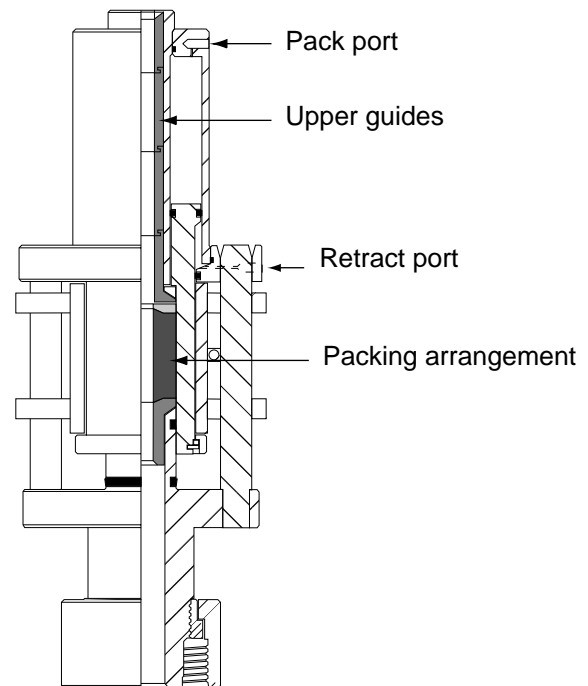 Pack port
Upper guides
Retract port
Packing arrangement